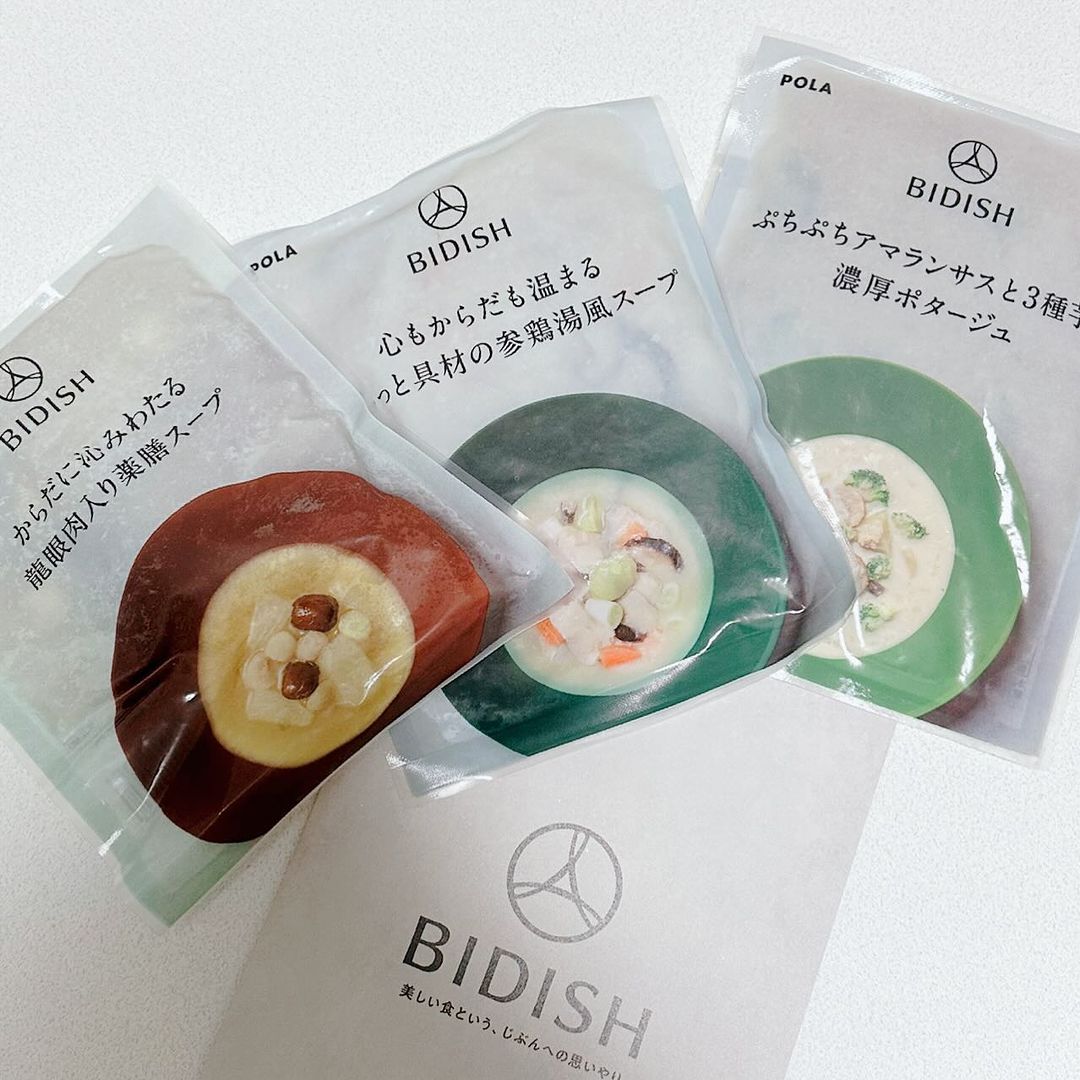 BIDISH
からだに沁みわたる
龍眼肉入り薬膳スープ
POLA
BIDISH
心もからだも温まる
っと具材の参鶏湯風スープ
POLA
BIDISH
ぷちぷちアマランサスと3種芋
濃厚ポタージュ
BIDISH
美しい食という、じぶんへの思いやり